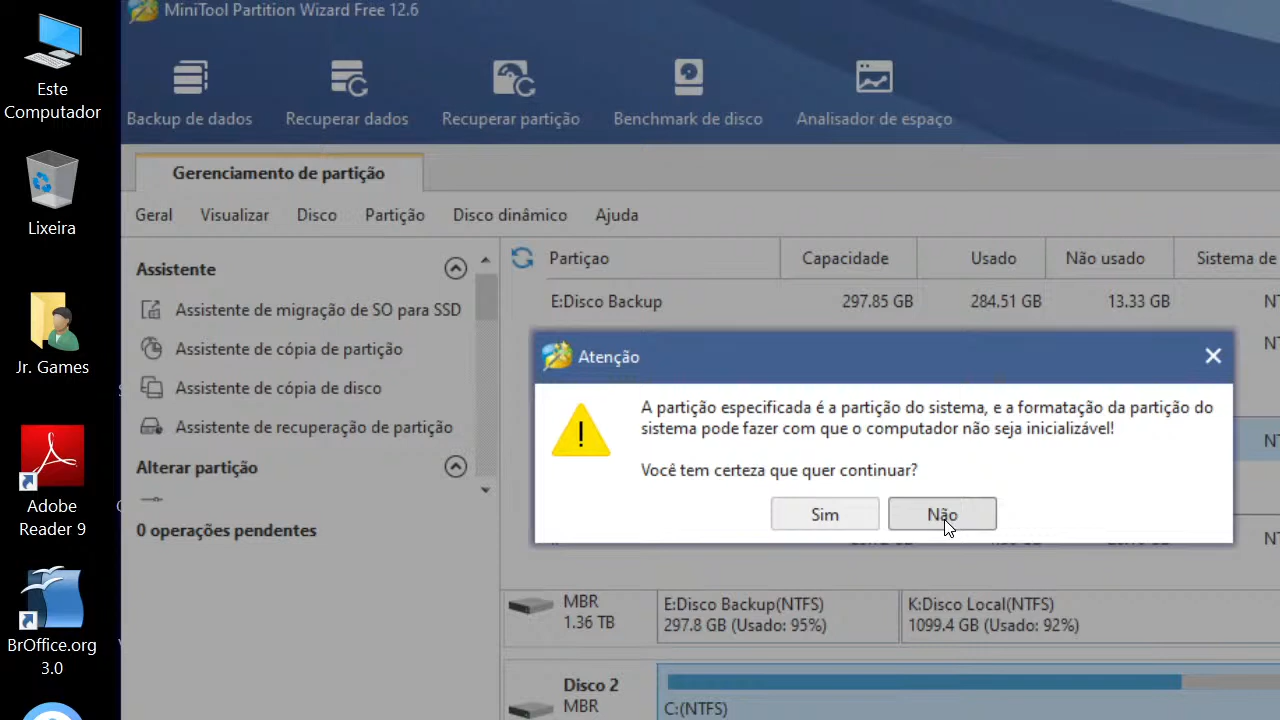 MiniTool Partition Wizard Free 12.6
Este
Computador
Lixeira
Jr. Games
Adobe
Reader 9
BrOffice.org
3.0
Backup de dados
Recuperar dados
Recuperar partição
Benchmark de disco
Analisador de espaço
Gerenciamento de partição
Geral
Visualizar
Disco
Partição
Disco dinâmico
Ajuda
Assistente
Assistente de migração de SO para SSD
Assistente de cópia de partição
Assistente de cópia de disco
Assistente de recuperação de partição
Alterar partição
0 operações pendentes
Partiçao Capacidade Usado Não usado Sistema de
E:Disco Backup 297.85 GB 284.51 GB 13.33 GB
Atenção
A partição especificada é a partição do sistema, e a formatação da partição do
sistema pode fazer com que o computador não seja inicializável!
Você tem certeza que quer continuar?
Sim
Não
MBR
1.36 TB
E:Disco Backup(NTFS)
297.8 GB (Usado: 95%)
K:Disco Local(NTFS)
1099.4 GB (Usado: 92%)
Disco 2
MBR
C:(NTFS)